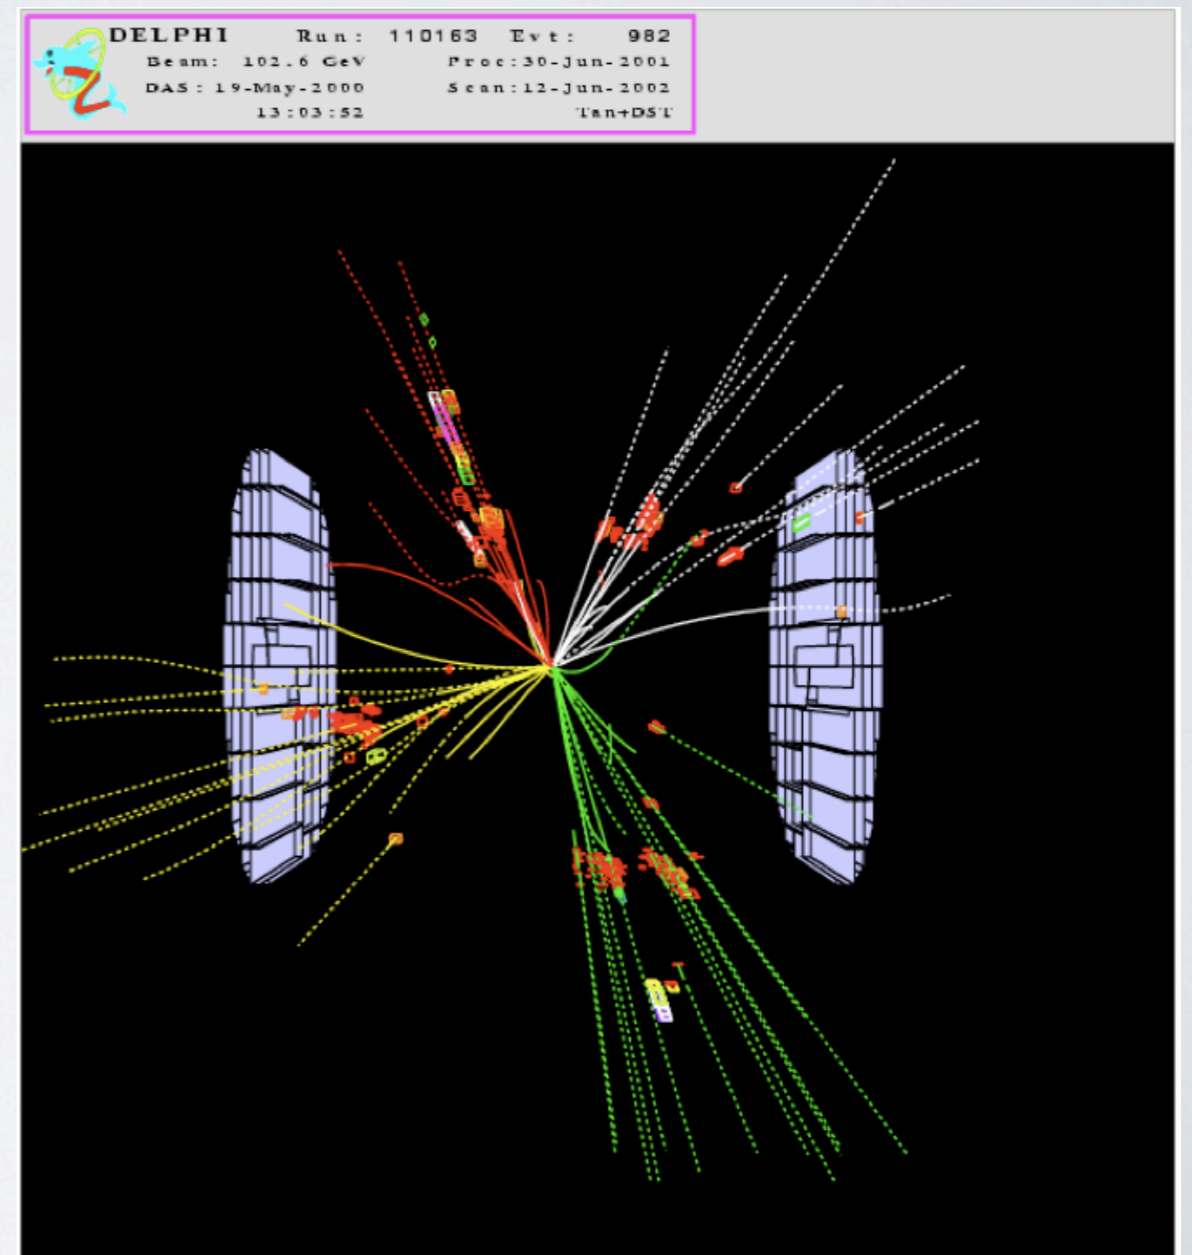 DELPHI Run: 110163 Evt: 982
Beam: 102.6 GeV Proc:30-Jun-2001
DAS: 19-May-2000 Scan:12-Jun-2002
13:03:52 Tan+DST